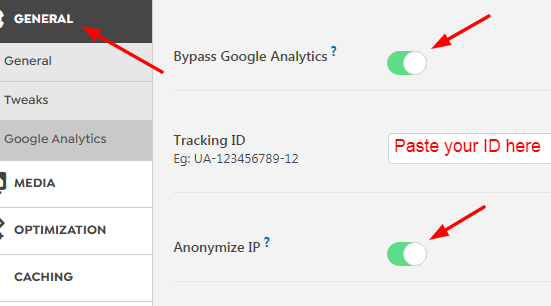 GENERAL
General
Tweaks
Google Analytics
MEDIA
OPTIMIZATION
CACHING
Bypass Google Analytics ?
Tracking ID
Eg: UA-123456789-12
Paste your ID here
Anonymize IP ?